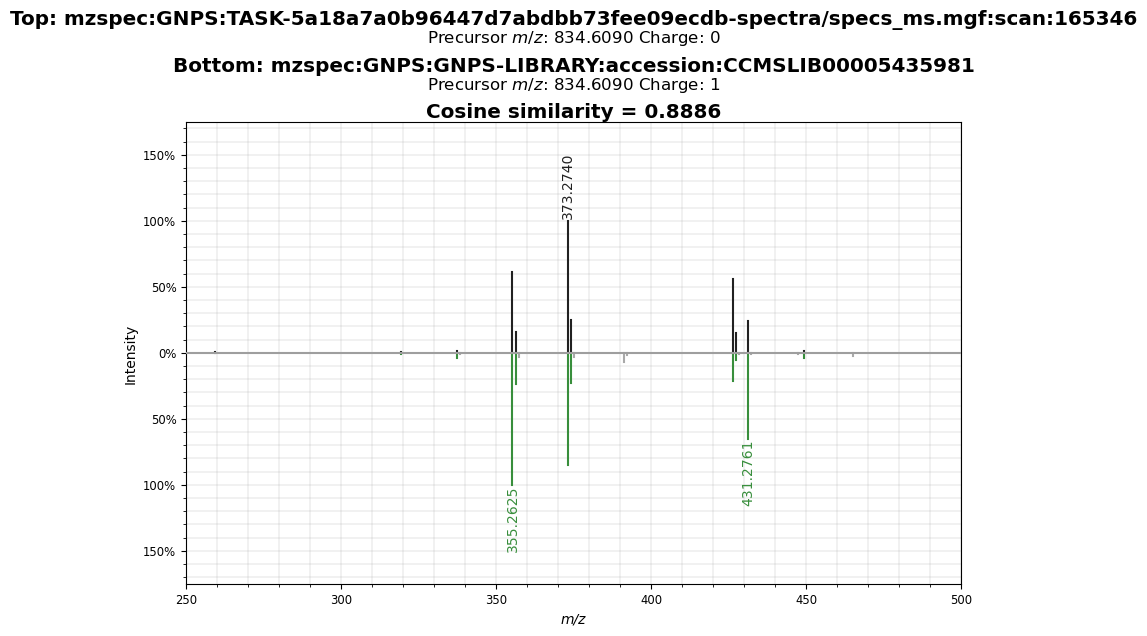 Top: mzspec:GNPS:TASK-5a18a7a0b96447d7abdbb73fee09ecdb-spectra/specs_ms.mgf:scan:165346
Precursor m/z: 834.6090 Charge: 0
Bottom: mzspec:GNPS:GNPS-LIBRARY:accession:CCMSLIB00005435981
Precursor m/z: 834.6090 Charge: 1
Cosine similarity = 0.8886
150%
100%
50%
0%
50%
100%
150%
Intensity
373.2740
355.2625
431.2761
250 300 350 400 450 500
m/z